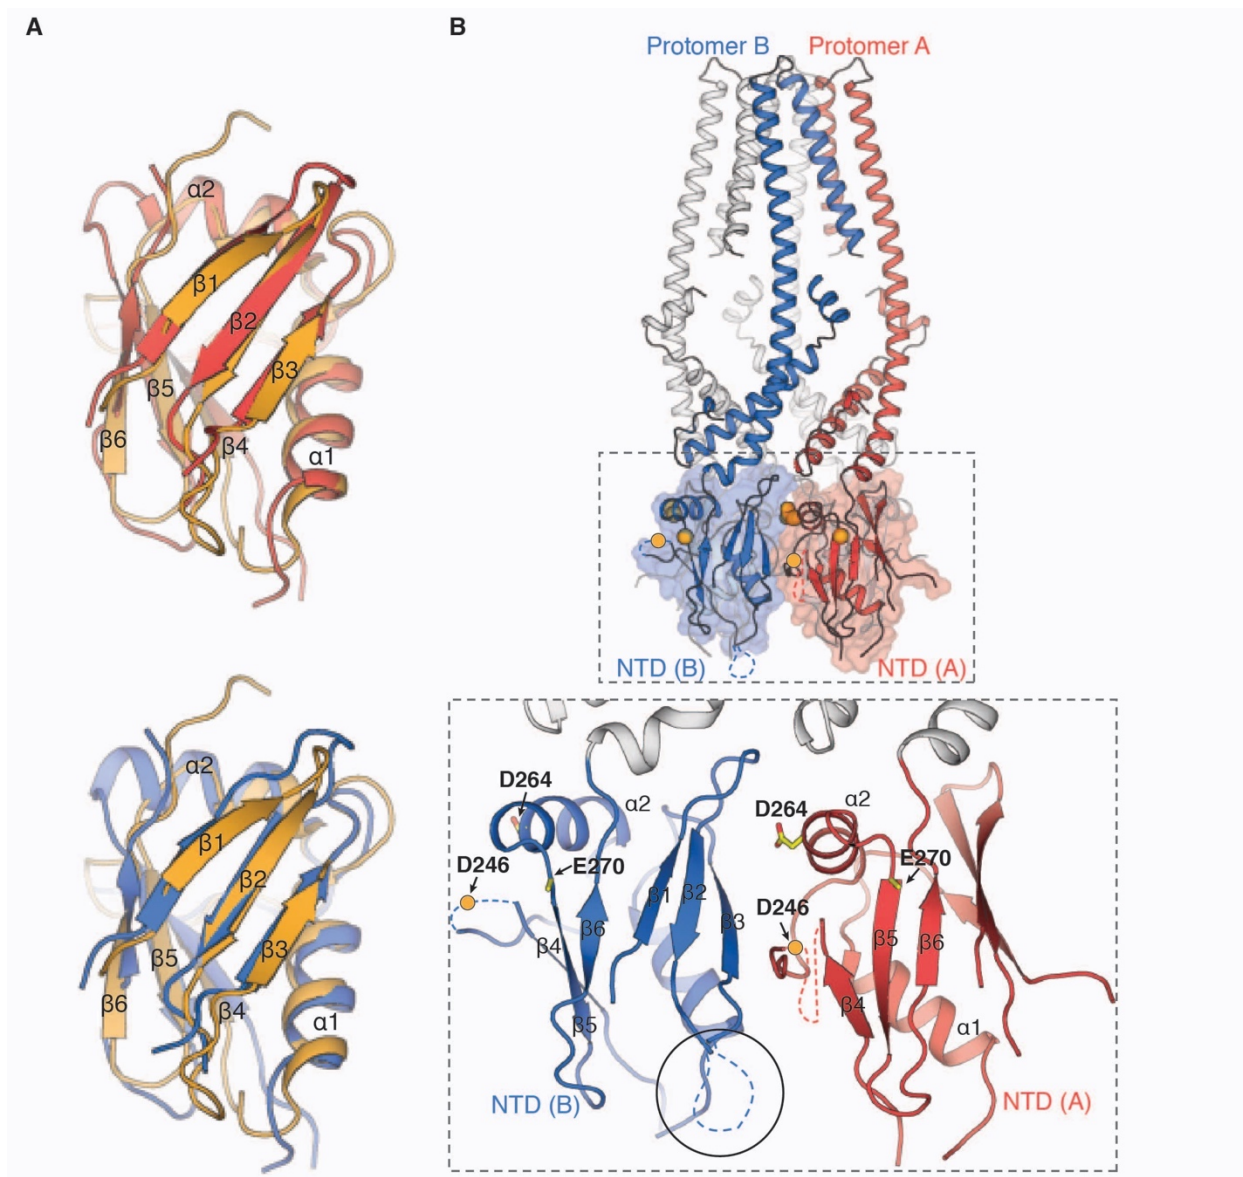 A
B
Protomer B
Protomer A
α2
β1
β2
β3
β5
β6
β4
α1
NTD (B)
NTD (A)
α2
β1
β2
β3
β5
β6
β4
α1
D264
α2
D246
E270
β1
β2
β3
β6
β4
β5
NTD (B)
D264
α2
E270
D246
β5
β6
β4
α1
NTD (A)